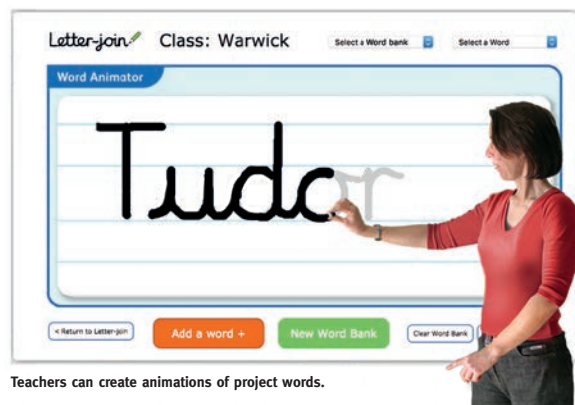 Letter-join Class: Warwick Select a Word bank Select a Word
Word Animator
Tudor
< Return to Letter-join Add a word + New Word Bank Clear Word Bank
Teachers can create animations of project words.